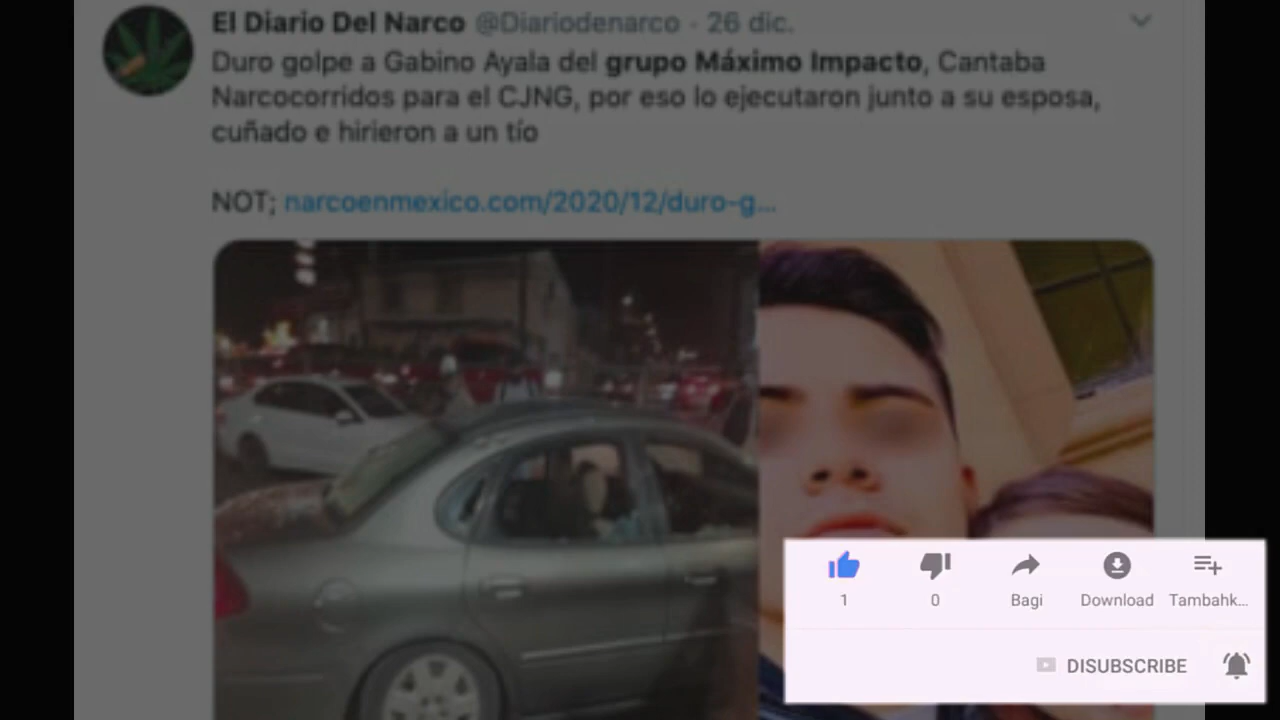 El Diario Del Narco @Diariodenarco · 26 dic.
Duro golpe a Gabino Ayala del grupo Máximo Impacto, Cantaba
Narcocorridos para el CJNG, por eso lo ejecutaron junto a su esposa,
cuñado e hirieron a un tío
NOT; narcoenmexico.com/2020/12/duro-g...
1 0 Bagi Download Tambahk...
DISUBSCRIBE